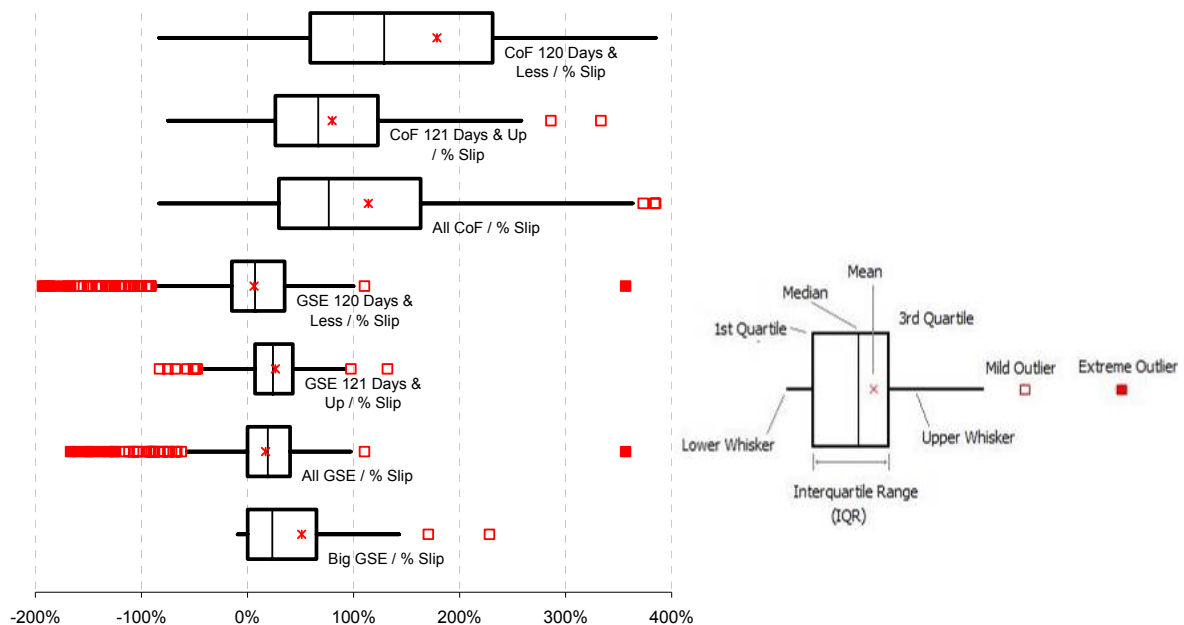 CoF 120 Days &
Less / % Slip
CoF 121 Days & Up
/ % Slip
All CoF / % Slip
GSE 120 Days &
Less / % Slip
GSE 121 Days &
Up / % Slip
All GSE / % Slip
Big GSE / % Slip
-200%
-100%
0%
100%
200%
300%
400%
Mean
Median
1st Quartile
3rd Quartile
Mild Outlier
Extreme Outlier
Lower Whisker
Upper Whisker
Interquartile Range
(IQR)